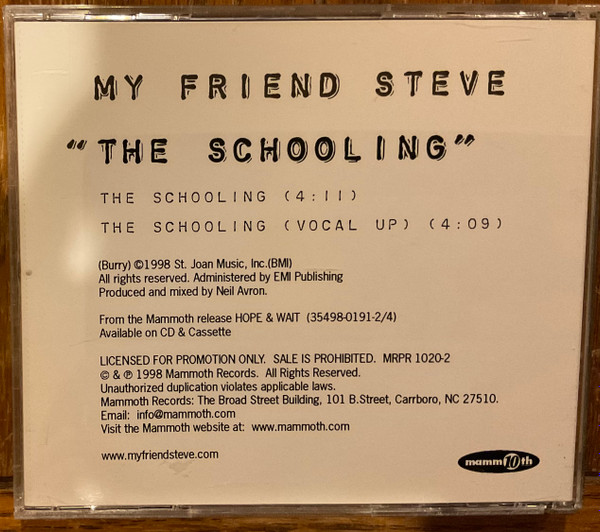 MY FRIEND STEVE
"THE SCHOOLING"
THE SCHOOLING (4:11)
THE SCHOOLING (VOCAL UP) (4:09)
(Burry) ©1998 St. Joan Music, Inc.(BMI)
All rights reserved. Administered by EMI Publishing
Produced and mixed by Neil Avron.
From the Mammoth release HOPE & WAIT (35498-0191-2/4)
Available on CD & Cassette
LICENSED FOR PROMOTION ONLY. SALE IS PROHIBITED. MRPR 1020-2
© & ℗ 1998 Mammoth Records. All Rights Reserved.
Unauthorized duplication violates applicable laws.
Mammoth Records: The Broad Street Building, 101 B.Street, Carrboro, NC 27510.
Email: info@mammoth.com
Visit the Mammoth website at: www.mammoth.com
www.myfriendsteve.com
mamm10th